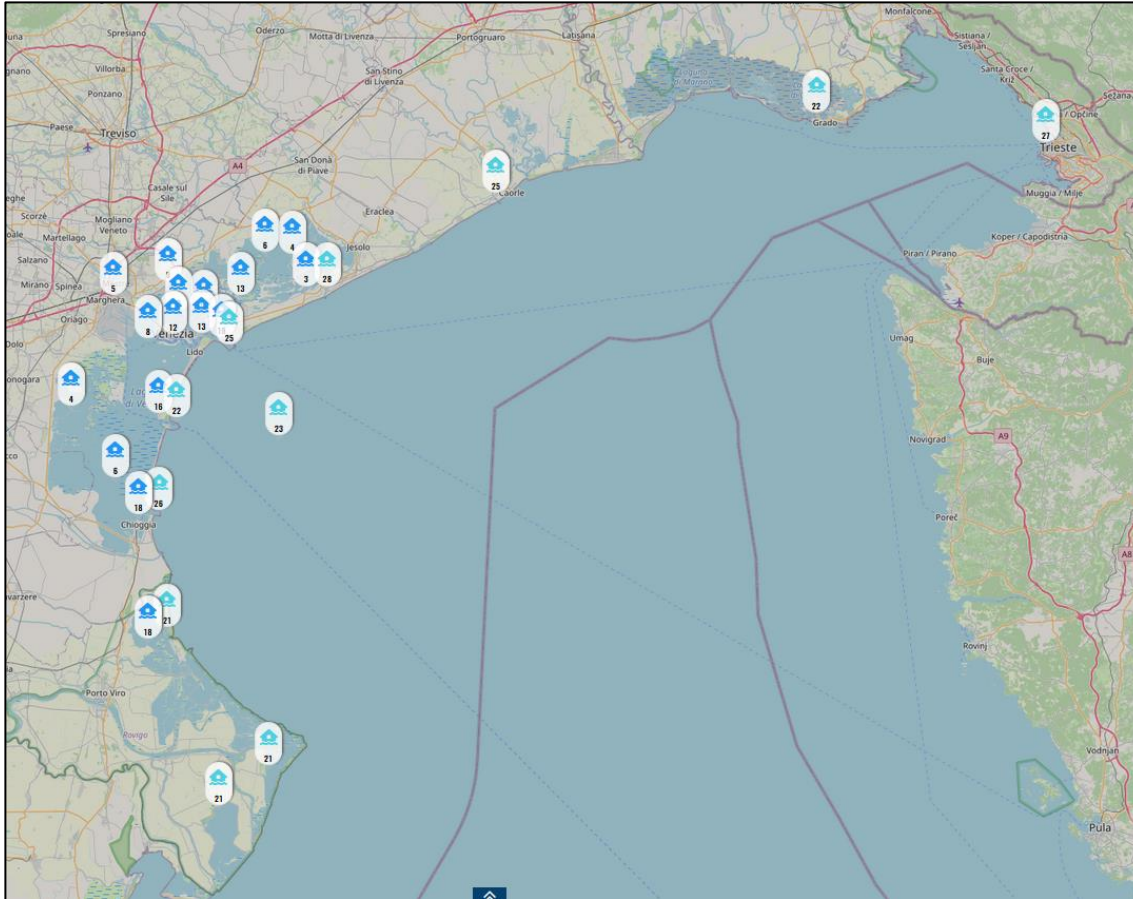 Spresiano
Oderzo
Motta di Livenza
Portogruaro
Latisana
Monfalcone
Villorba
Ponzano
San Stino
di Livenza
Sistiana /
Sesljan
Santa Croce /
Križ
Sežana
22
Grado
/ Općine
27
Trieste
Paese
Treviso
A4
San Donà
di Piave
25
Caorle
Muggia / Milje
Casale sul
Sile
Scorzè
Mogliano
Veneto
Martellago
Eraclea
6
4
Jesolo
Koper / Capodistria
Piran / Pirano
Salzano
Mirano
Spinea
5
13
3
28
Marghera
Oriago
8
12
13
25
Dolo
Lido
Umag
Buje
4
16
22
23
Novigrad
A9
6
18
26
Chioggia
Poreč
A8
21
18
Rovinj
Porto Viro
Rovigo
21
21
Vodnjan
Pula